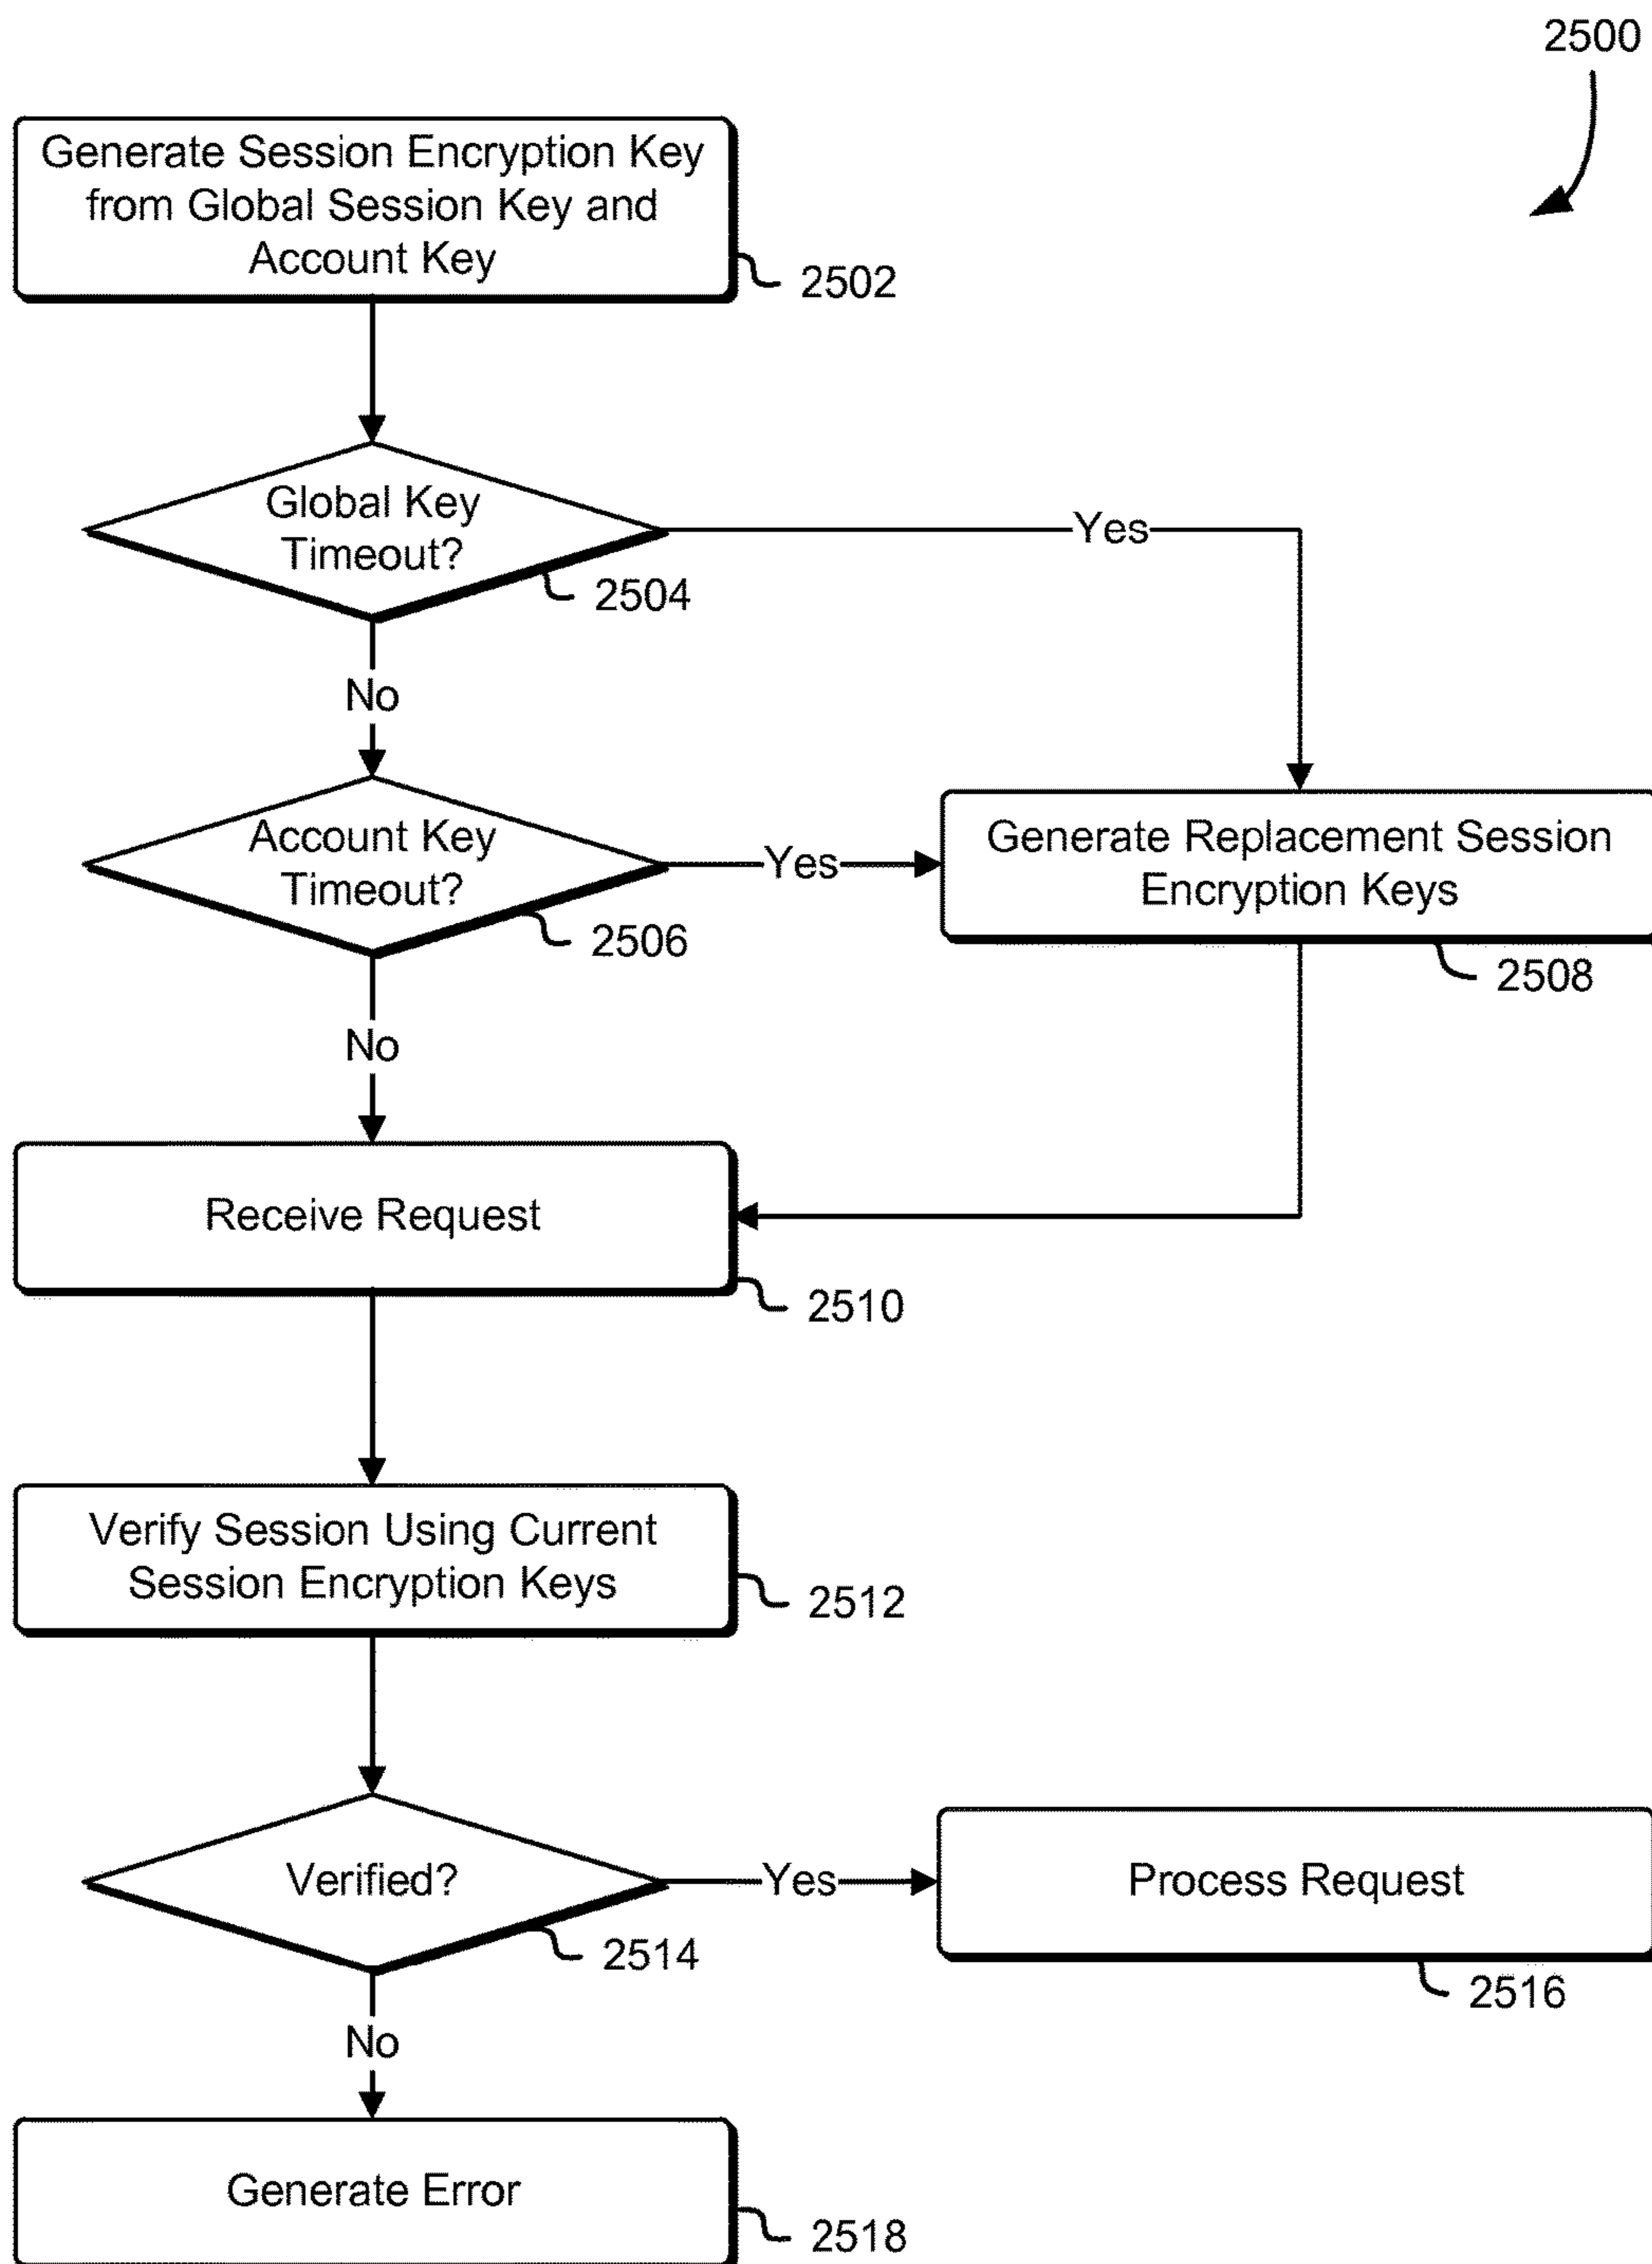 2500
Generate Session Encryption Key
from Global Session Key and
Account Key
2502
Global Key
Timeout?
2504
Yes
No
Account Key
Timeout?
2506
Yes
Generate Replacement Session
Encryption Keys
2508
No
Receive Request
2510
Verify Session Using Current
Session Encryption Keys
2512
Verified?
2514
Yes
Process Request
2516
No
Generate Error
2518